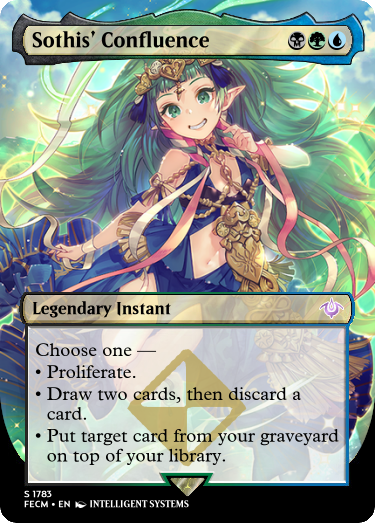 Sothis' Confluence
Legendary Instant
Choose one —
• Proliferate.
• Draw two cards, then discard a
card.
• Put target card from your graveyard
on top of your library.
S 1783
FECM • EN INTELLIGENT SYSTEMS